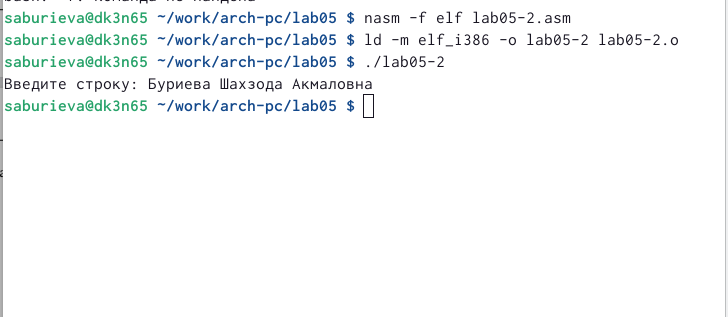 saburieva@dk3n65 ~/work/arch-pc/lab05 $ nasm -f elf lab05-2.asm
saburieva@dk3n65 ~/work/arch-pc/lab05 $ ld -m elf_i386 -o lab05-2 lab05-2.o
saburieva@dk3n65 ~/work/arch-pc/lab05 $ ./lab05-2
Введите строку: Буриева Шахзода Акмаловна
saburieva@dk3n65 ~/work/arch-pc/lab05 $